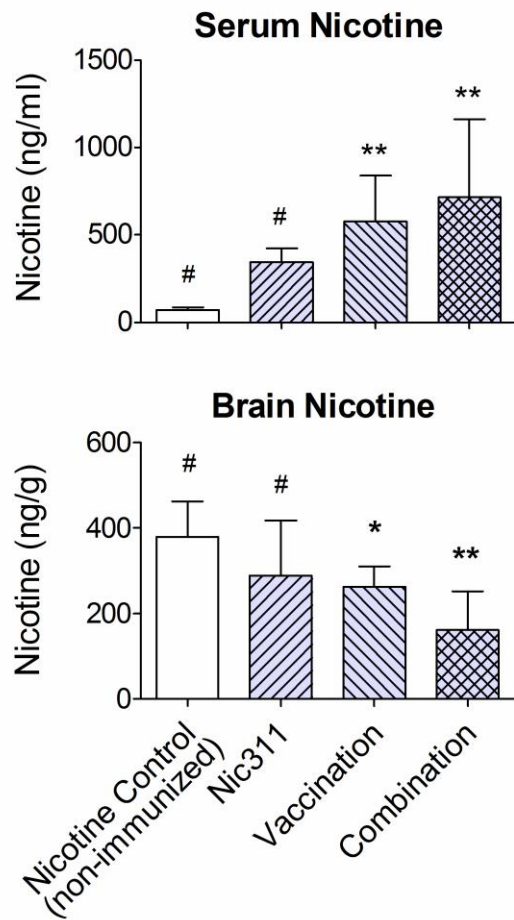 Serum Nicotine
Nicotine (ng/ml)
1500
1000
500
0
#
#
**
**
Brain Nicotine
Nicotine (ng/g)
600
400
200
0
#
#
*
**
Nicotine Control
(non-immunized)
Nic311
Vaccination
Combination